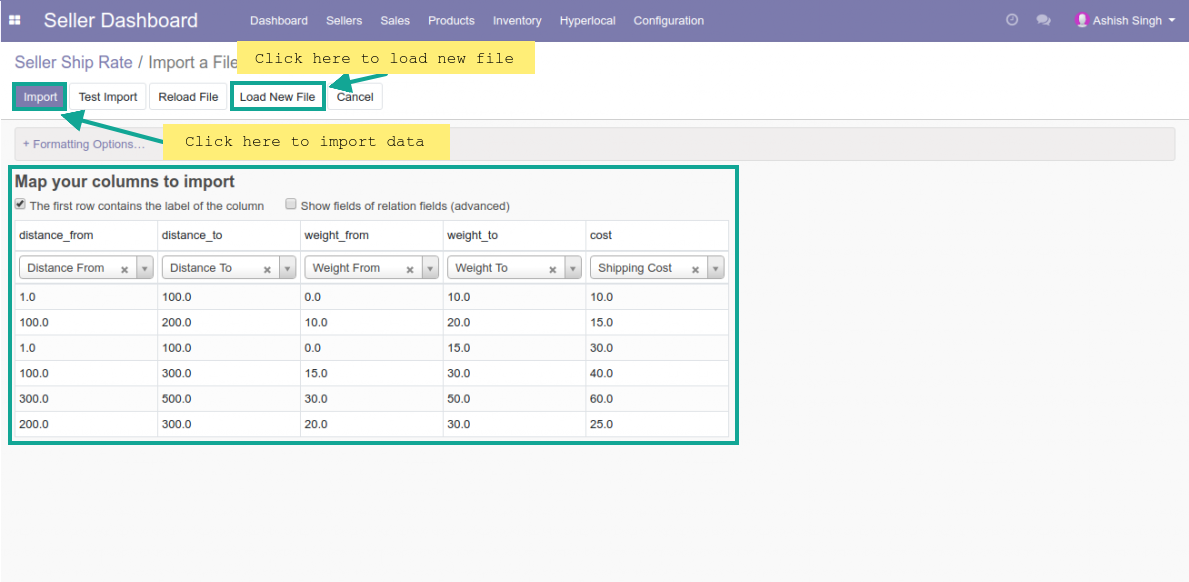 Seller Dashboard Dashboard Sellers Sales Products Inventory Hyperlocal Configuration Ashish Singh
Seller Ship Rate / Import a File
Click here to load new file
Import Test Import Reload File Load New File Cancel
Click here to import data
+ Formatting Options…
Map your columns to import
The first row contains the label of the column Show fields of relation fields (advanced)
distance_from distance_to weight_from weight_to cost
Distance From Distance To Weight From Weight To Shipping Cost
1.0 100.0 0.0 10.0 10.0
100.0 200.0 10.0 20.0 15.0
1.0 100.0 0.0 15.0 30.0
100.0 300.0 15.0 30.0 40.0
300.0 500.0 30.0 50.0 60.0
200.0 300.0 20.0 30.0 25.0